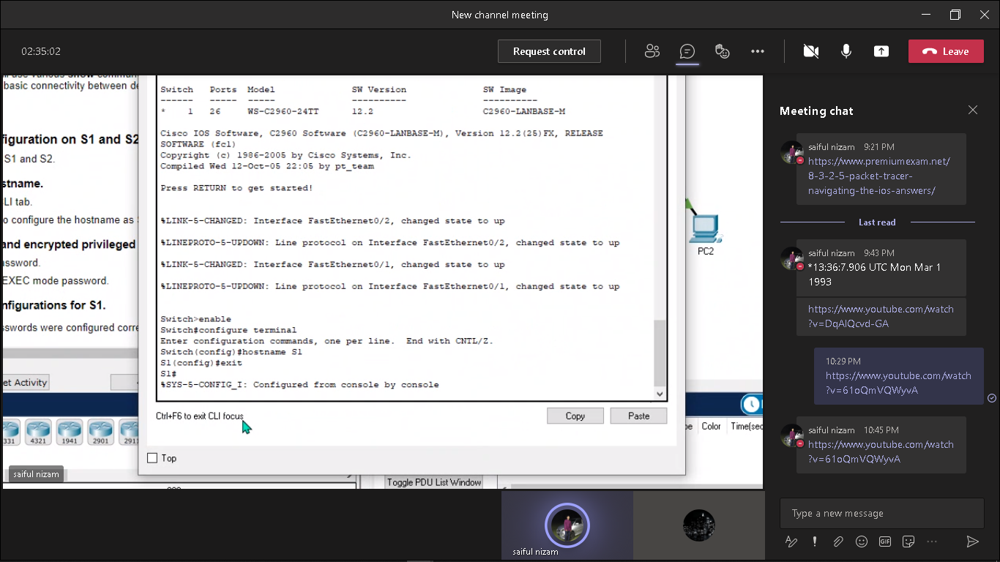 New channel meeting
02:35:02
Request control
Leave
basic connectivity between de
figuration on S1 and S2
S1 and S2.
stname.
CLI tab.
o configure the hostname as
and encrypted privileged
assword.
EXEC mode password.
nfigurations for S1.
sswords were configured corre
et Activity
Switch Ports Model SW Version SW Image
------ ----- ----- ---------- ----------
* 1 26 WS-C2960-24TT 12.2 C2960-LANBASE-M
Cisco IOS Software, C2960 Software (C2960-LANBASE-M), Version 12.2(25)FX, RELEASE
SOFTWARE (fc1)
Copyright (c) 1986-2005 by Cisco Systems, Inc.
Compiled Wed 12-Oct-05 22:05 by pt_team
Press RETURN to get started!
%LINK-5-CHANGED: Interface FastEthernet0/2, changed state to up
%LINEPROTO-5-UPDOWN: Line protocol on Interface FastEthernet0/2, changed state to up
%LINK-5-CHANGED: Interface FastEthernet0/1, changed state to up
%LINEPROTO-5-UPDOWN: Line protocol on Interface FastEthernet0/1, changed state to up
Switch>enable
Switch#configure terminal
Enter configuration commands, one per line. End with CNTL/Z.
Switch(config)#hostname S1
S1(config)#exit
S1#
%SYS-5-CONFIG_I: Configured from console by console
Ctrl+F6 to exit CLI focus
Copy
Paste
Top
PC2
331
4321
1941
2901
2911
pe Color Time(sec
saiful nizam
Toggle PDU List Window
saiful nizam
Meeting chat
saiful nizam 9:21 PM
https://www.premiumexam.net/
8-3-2-5-packet-tracer-
navigating-the-ios-answers/
Last read
saiful nizam 9:43 PM
*13:36:7.906 UTC Mon Mar 1
1993
https://www.youtube.com/watch
?v=DqAlQcvd-GA
10:29 PM
https://www.youtube.com/watch
?v=61oQmVQWyvA
saiful nizam 10:45 PM
https://www.youtube.com/watch
?v=61oQmVQWyvA
Type a new message
GIF